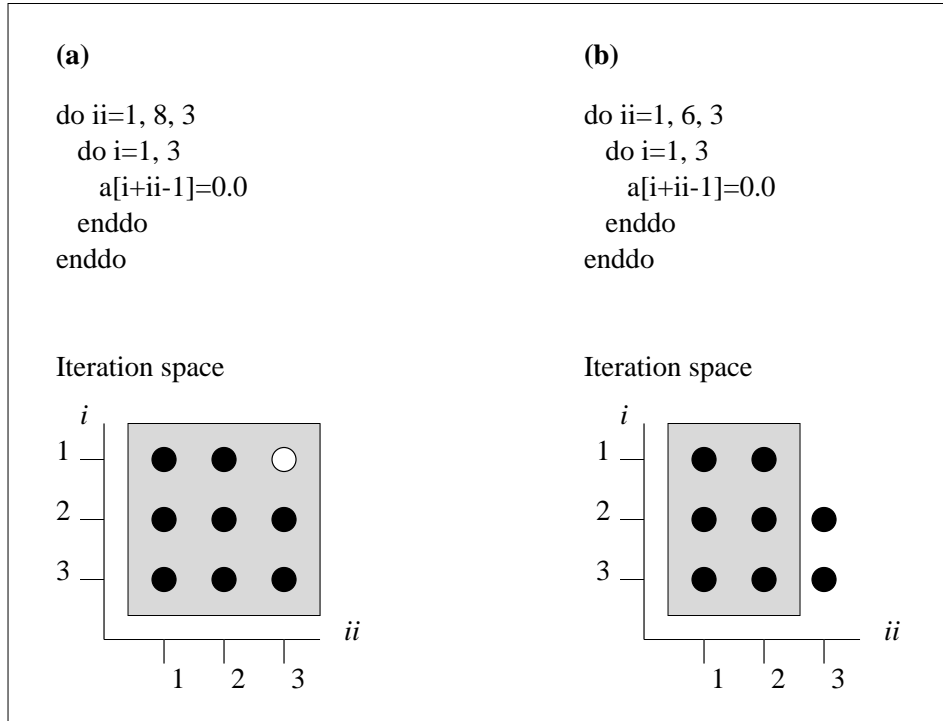 (a)
do ii=1, 8, 3
do i=1, 3
a[i+ii-1]=0.0
enddo
enddo
Iteration space
i
1
2
3
ii
1 2 3
(b)
do ii=1, 6, 3
do i=1, 3
a[i+ii-1]=0.0
enddo
enddo
Iteration space
i
1
2
3
ii
1 2 3